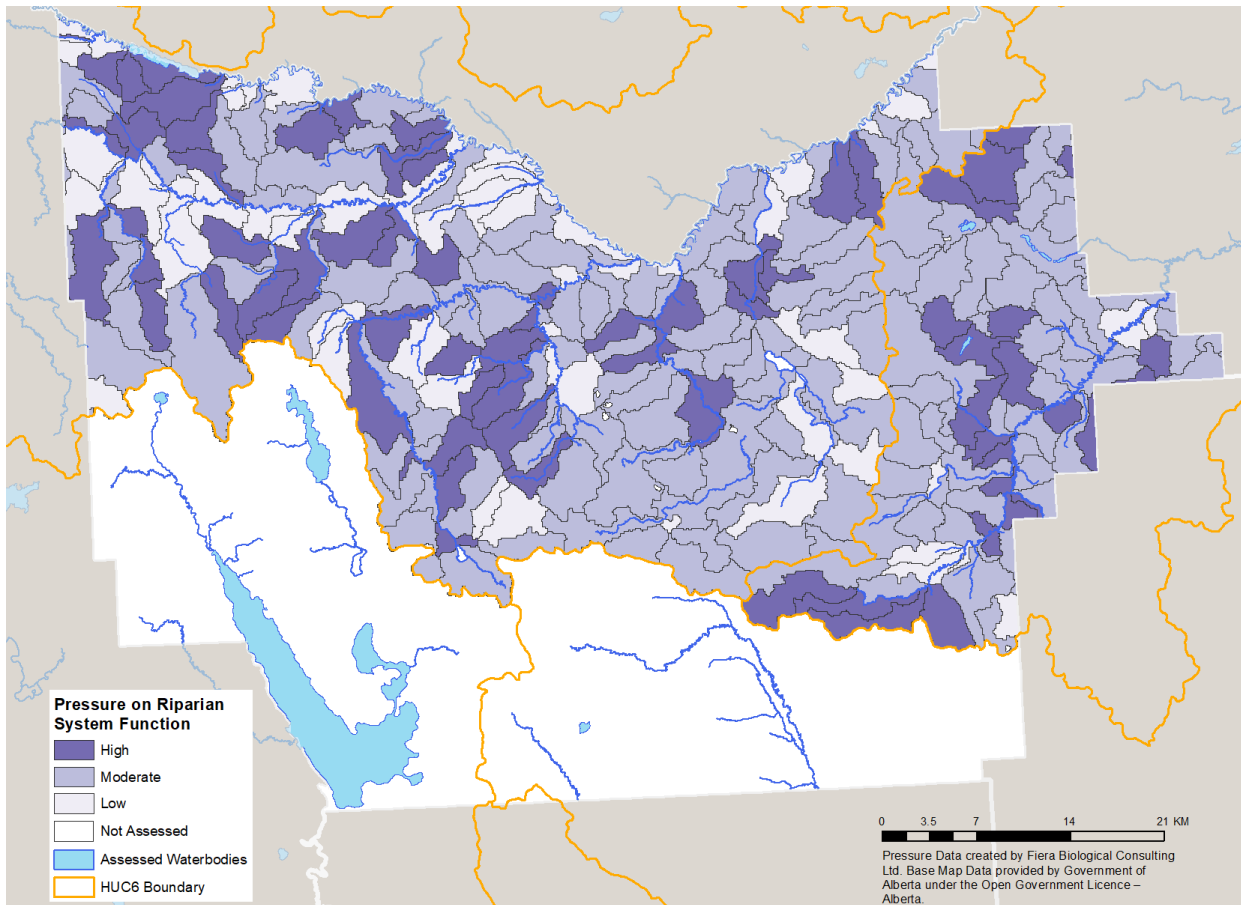 Pressure on Riparian
System Function
High
Moderate
Low
Not Assessed
Assessed Waterbodies
HUC6 Boundary
0 3.5 7 14 21 KM
Pressure Data created by Fiera Biological Consulting
Ltd. Base Map Data provided by Government of
Alberta under the Open Government Licence –
Alberta.